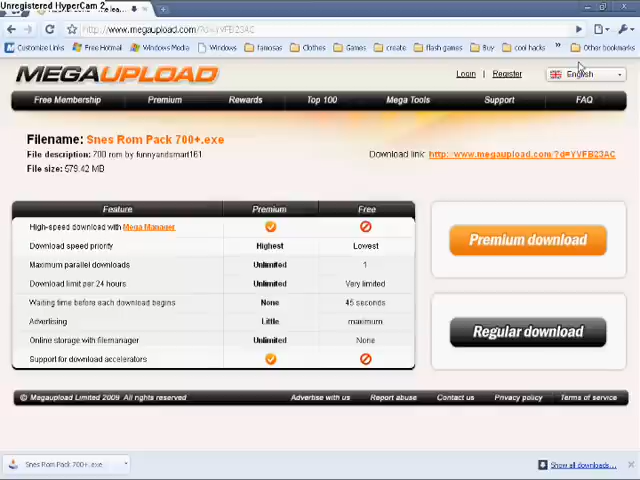 Unregistered HyperCam 2
http://www.megaupload.com/?d=YVFB23AC
Customize Links Free Hotmail Windows Media Windows famosas Clothes Games create flash games Buy cool hacks » Other bookmarks
MEGAUPLOAD
Login | Register English
Free Membership Premium Rewards Top 100 Mega Tools Support FAQ
Filename: Snes Rom Pack 700+.exe
File description: 700 rom by funnyandsmart161
Download link: http://www.megaupload.com/?d=YVFB23AC
File size: 579.42 MB
Feature Premium Free
High-speed download with Mega Manager
Download speed priority Highest Lowest
Maximum parallel downloads Unlimited 1
Download limit per 24 hours Unlimited Very limited
Waiting time before each download begins None 45 seconds
Advertising Little maximum
Online storage with filemanager Unlimited None
Support for download accelerators
Premium download
Regular download
© Megaupload Limited 2009 All rights reserved Advertise with us Report abuse Contact us Privacy policy Terms of service
Snes Rom Pack 700+.exe
Show all downloads...